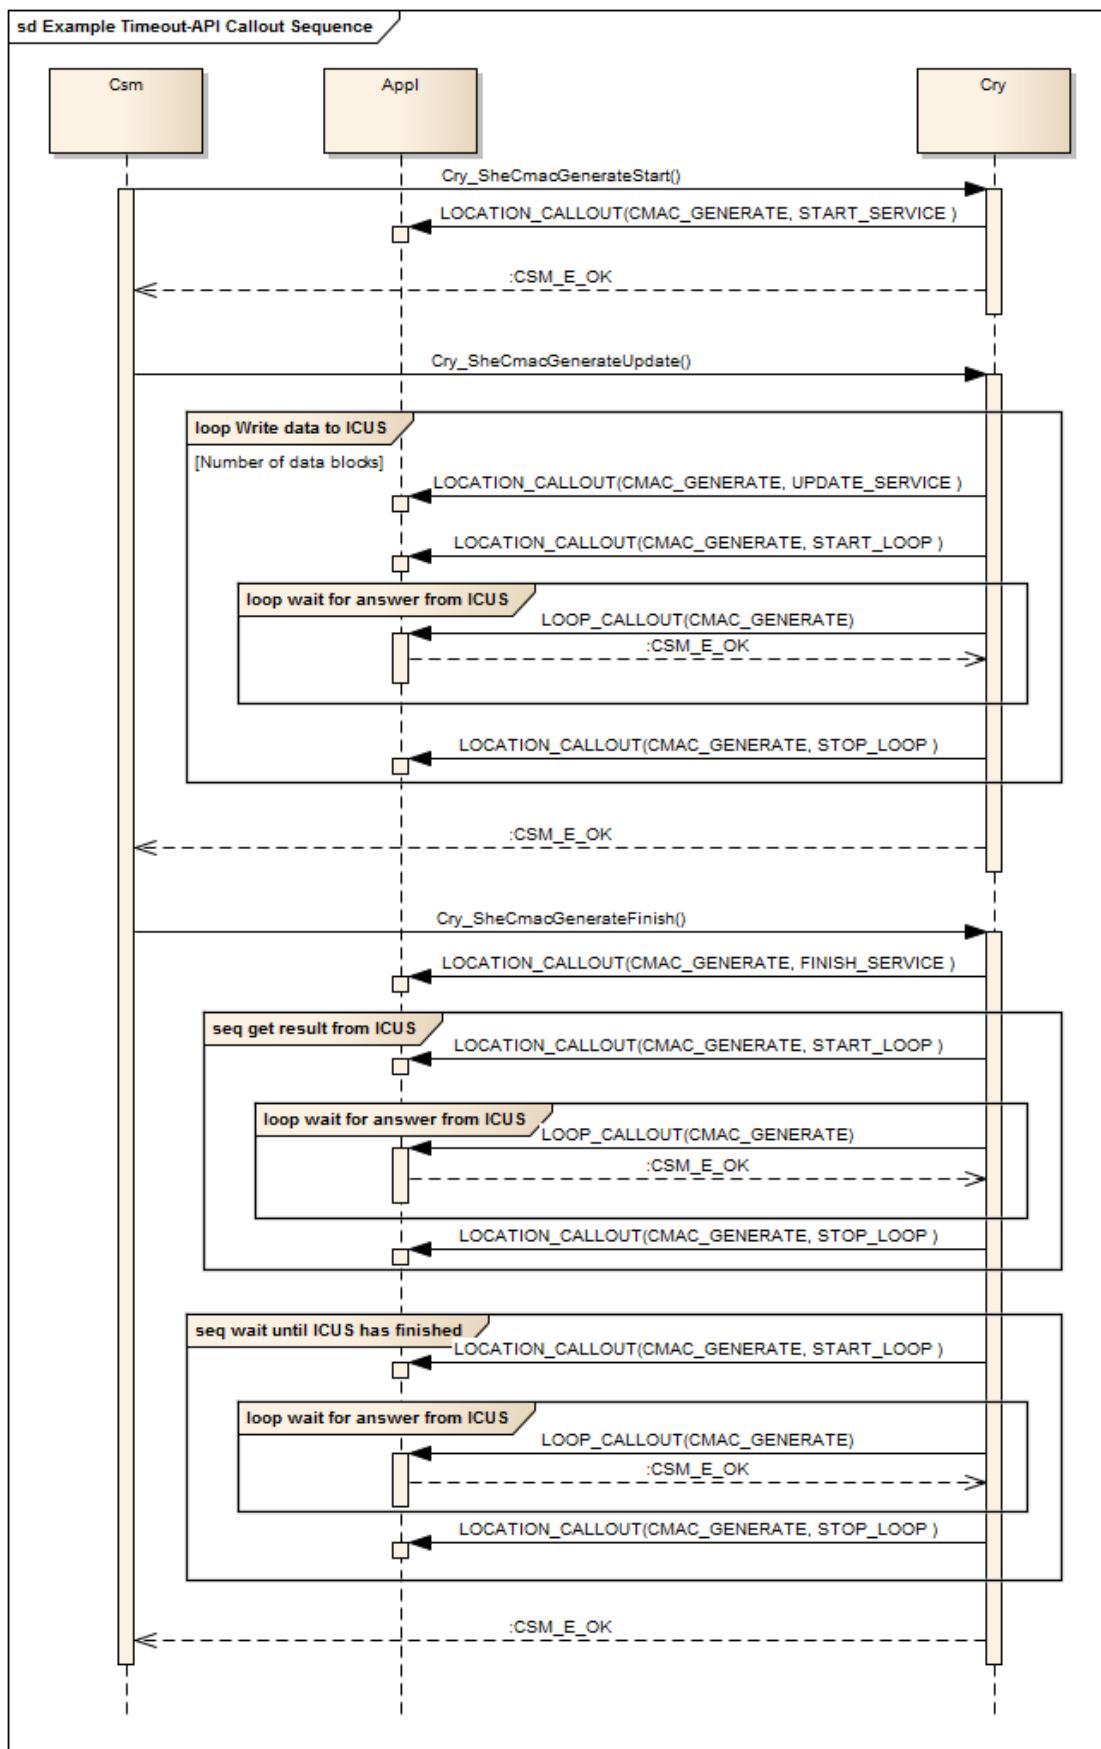 sd Example Timeout-API Callout Sequence
Csm
Appl
Cry
Cry_SheCmacGenerateStart()
LOCATION_CALLOUT(CMAC_GENERATE, START_SERVICE )
:CSM_E_OK
Cry_SheCmacGenerateUpdate()
loop Write data to ICUS
[Number of data blocks]
LOCATION_CALLOUT(CMAC_GENERATE, UPDATE_SERVICE )
LOCATION_CALLOUT(CMAC_GENERATE, START_LOOP )
loop wait for answer from ICUS
LOOP_CALLOUT(CMAC_GENERATE)
:CSM_E_OK
LOCATION_CALLOUT(CMAC_GENERATE, STOP_LOOP )
:CSM_E_OK
Cry_SheCmacGenerateFinish()
LOCATION_CALLOUT(CMAC_GENERATE, FINISH_SERVICE )
seq get result from ICUS
LOCATION_CALLOUT(CMAC_GENERATE, START_LOOP )
loop wait for answer from ICUS
LOOP_CALLOUT(CMAC_GENERATE)
:CSM_E_OK
LOCATION_CALLOUT(CMAC_GENERATE, STOP_LOOP )
seq wait until ICUS has finished
LOCATION_CALLOUT(CMAC_GENERATE, START_LOOP )
loop wait for answer from ICUS
LOOP_CALLOUT(CMAC_GENERATE)
:CSM_E_OK
LOCATION_CALLOUT(CMAC_GENERATE, STOP_LOOP )
:CSM_E_OK